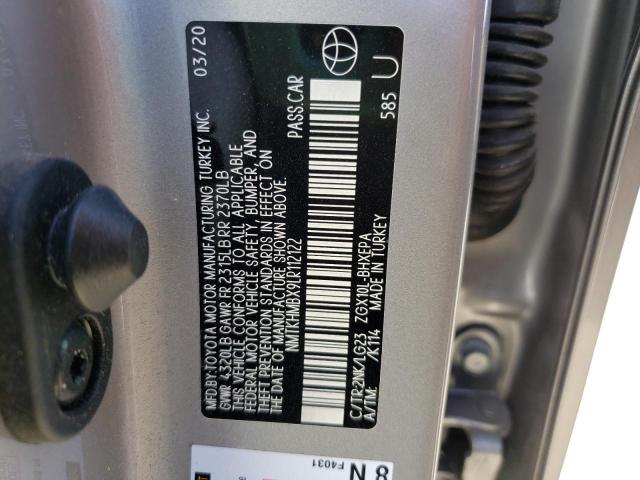 MFD.BY:TOYOTA MOTOR MANUFACTURING TURKEY INC. 03/20
GVWR 4320LB GAWR FR 2315LB RR 2370LB
THIS VEHICLE CONFORMS TO ALL APPLICABLE
FEDERAL MOTOR VEHICLE SAFETY, BUMPER, AND
THEFT PREVENTION STANDARDS IN EFFECT ON
THE DATE OF MANUFACTURE SHOWN ABOVE.
NMTKHMBX9LR112122 PASS.CAR
C/TR:2NK/LG23 ZGX10L-BHXEPA
A/TM: /K114 MADE IN TURKEY 585 U
8
N
F4031